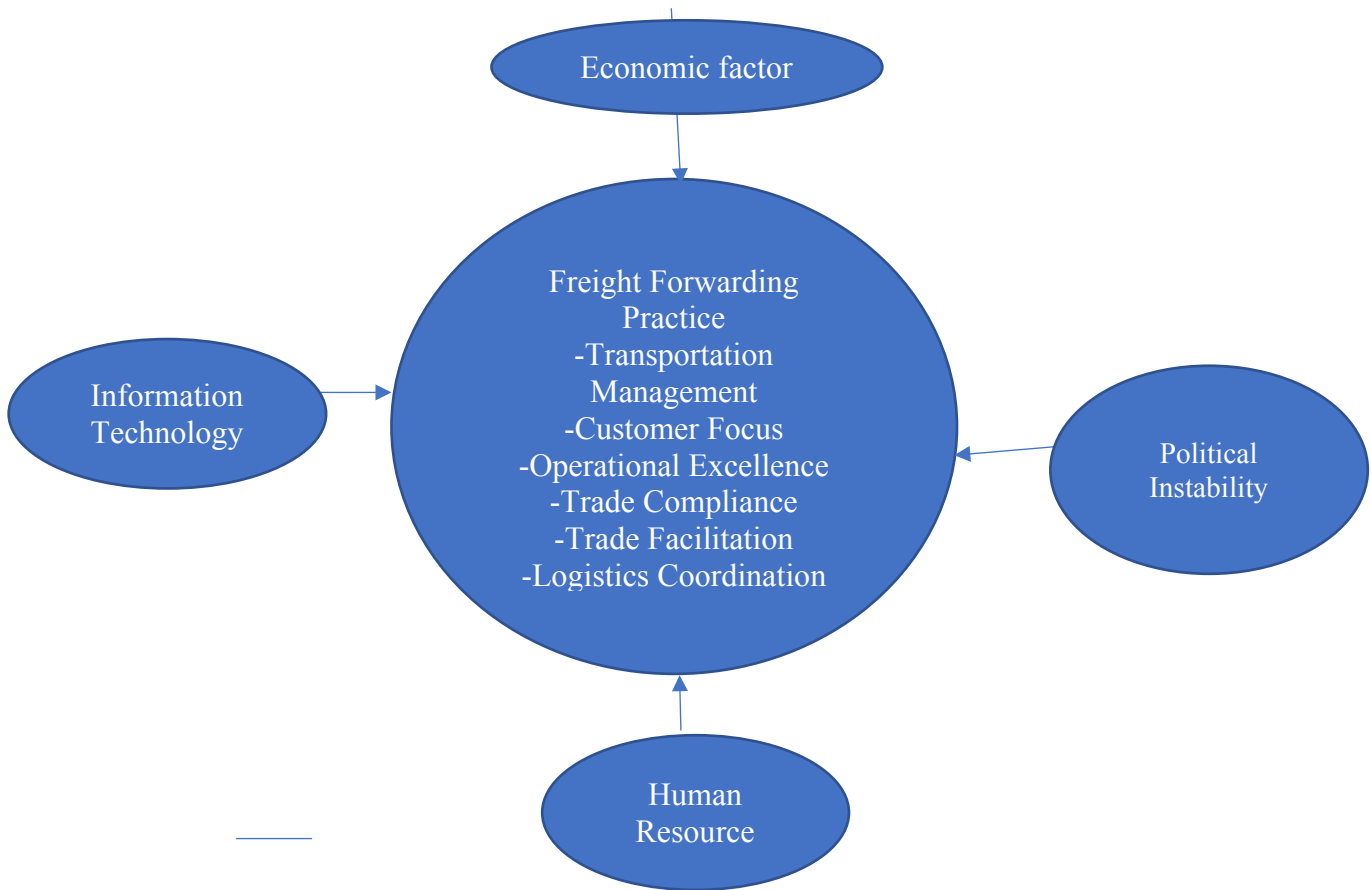 Economic factor
Freight Forwarding
Practice
-Transportation
Management
-Customer Focus
-Operational Excellence
-Trade Compliance
-Trade Facilitation
-Logistics Coordination
Information
Technology
Political
Instability
Human
Resource